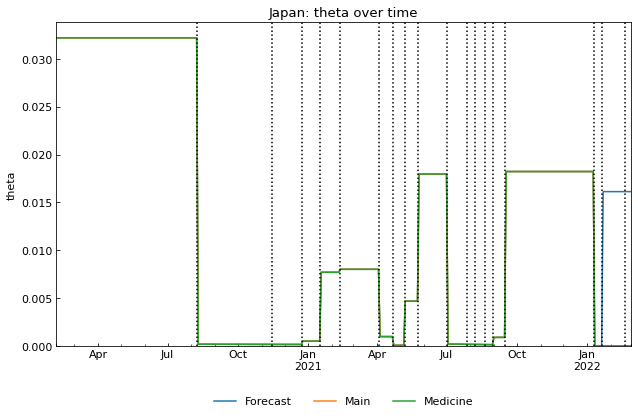 Japan: theta over time
theta
0.030
0.025
0.020
0.015
0.010
0.005
0.000
Apr Jul Oct Jan Apr Jul Oct Jan
2021 2022
Forecast Main Medicine